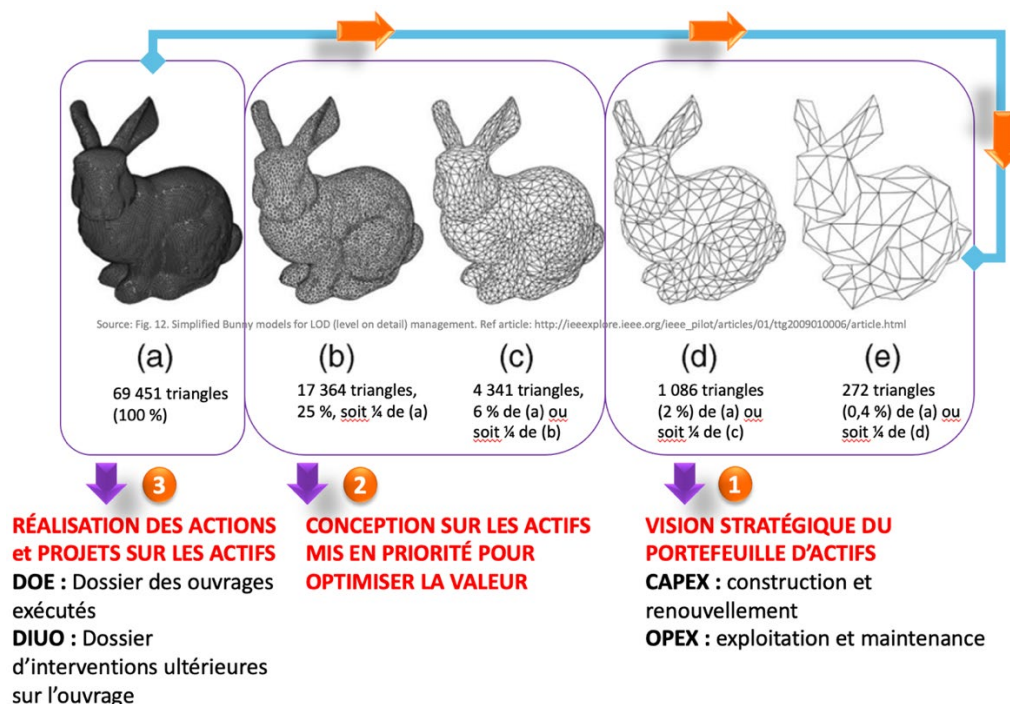 Source: Fig. 12. Simplified Bunny models for LOD (level on detail) management. Ref article: http://ieeexplore.ieee.org/ieee_pilot/articles/01/ttg2009010006/article.html
(a)
69 451 triangles
(100 %)
(b)
17 364 triangles,
25 %, soit ¼ de (a)
(c)
4 341 triangles,
6 % de (a) ou
soit ¼ de (b)
(d)
1 086 triangles
(2 %) de (a) ou
soit ¼ de (c)
(e)
272 triangles
(0,4 %) de (a) ou
soit ¼ de (d)
3
RÉALISATION DES ACTIONS
et PROJETS SUR LES ACTIFS
DOE : Dossier des ouvrages
exécutés
DIUO : Dossier
d'interventions ultérieures
sur l'ouvrage
2
CONCEPTION SUR LES ACTIFS
MIS EN PRIORITÉ POUR
OPTIMISER LA VALEUR
1
VISION STRATÉGIQUE DU
PORTEFEUILLE D'ACTIFS
CAPEX : construction et
renouvellement
OPEX : exploitation et maintenance